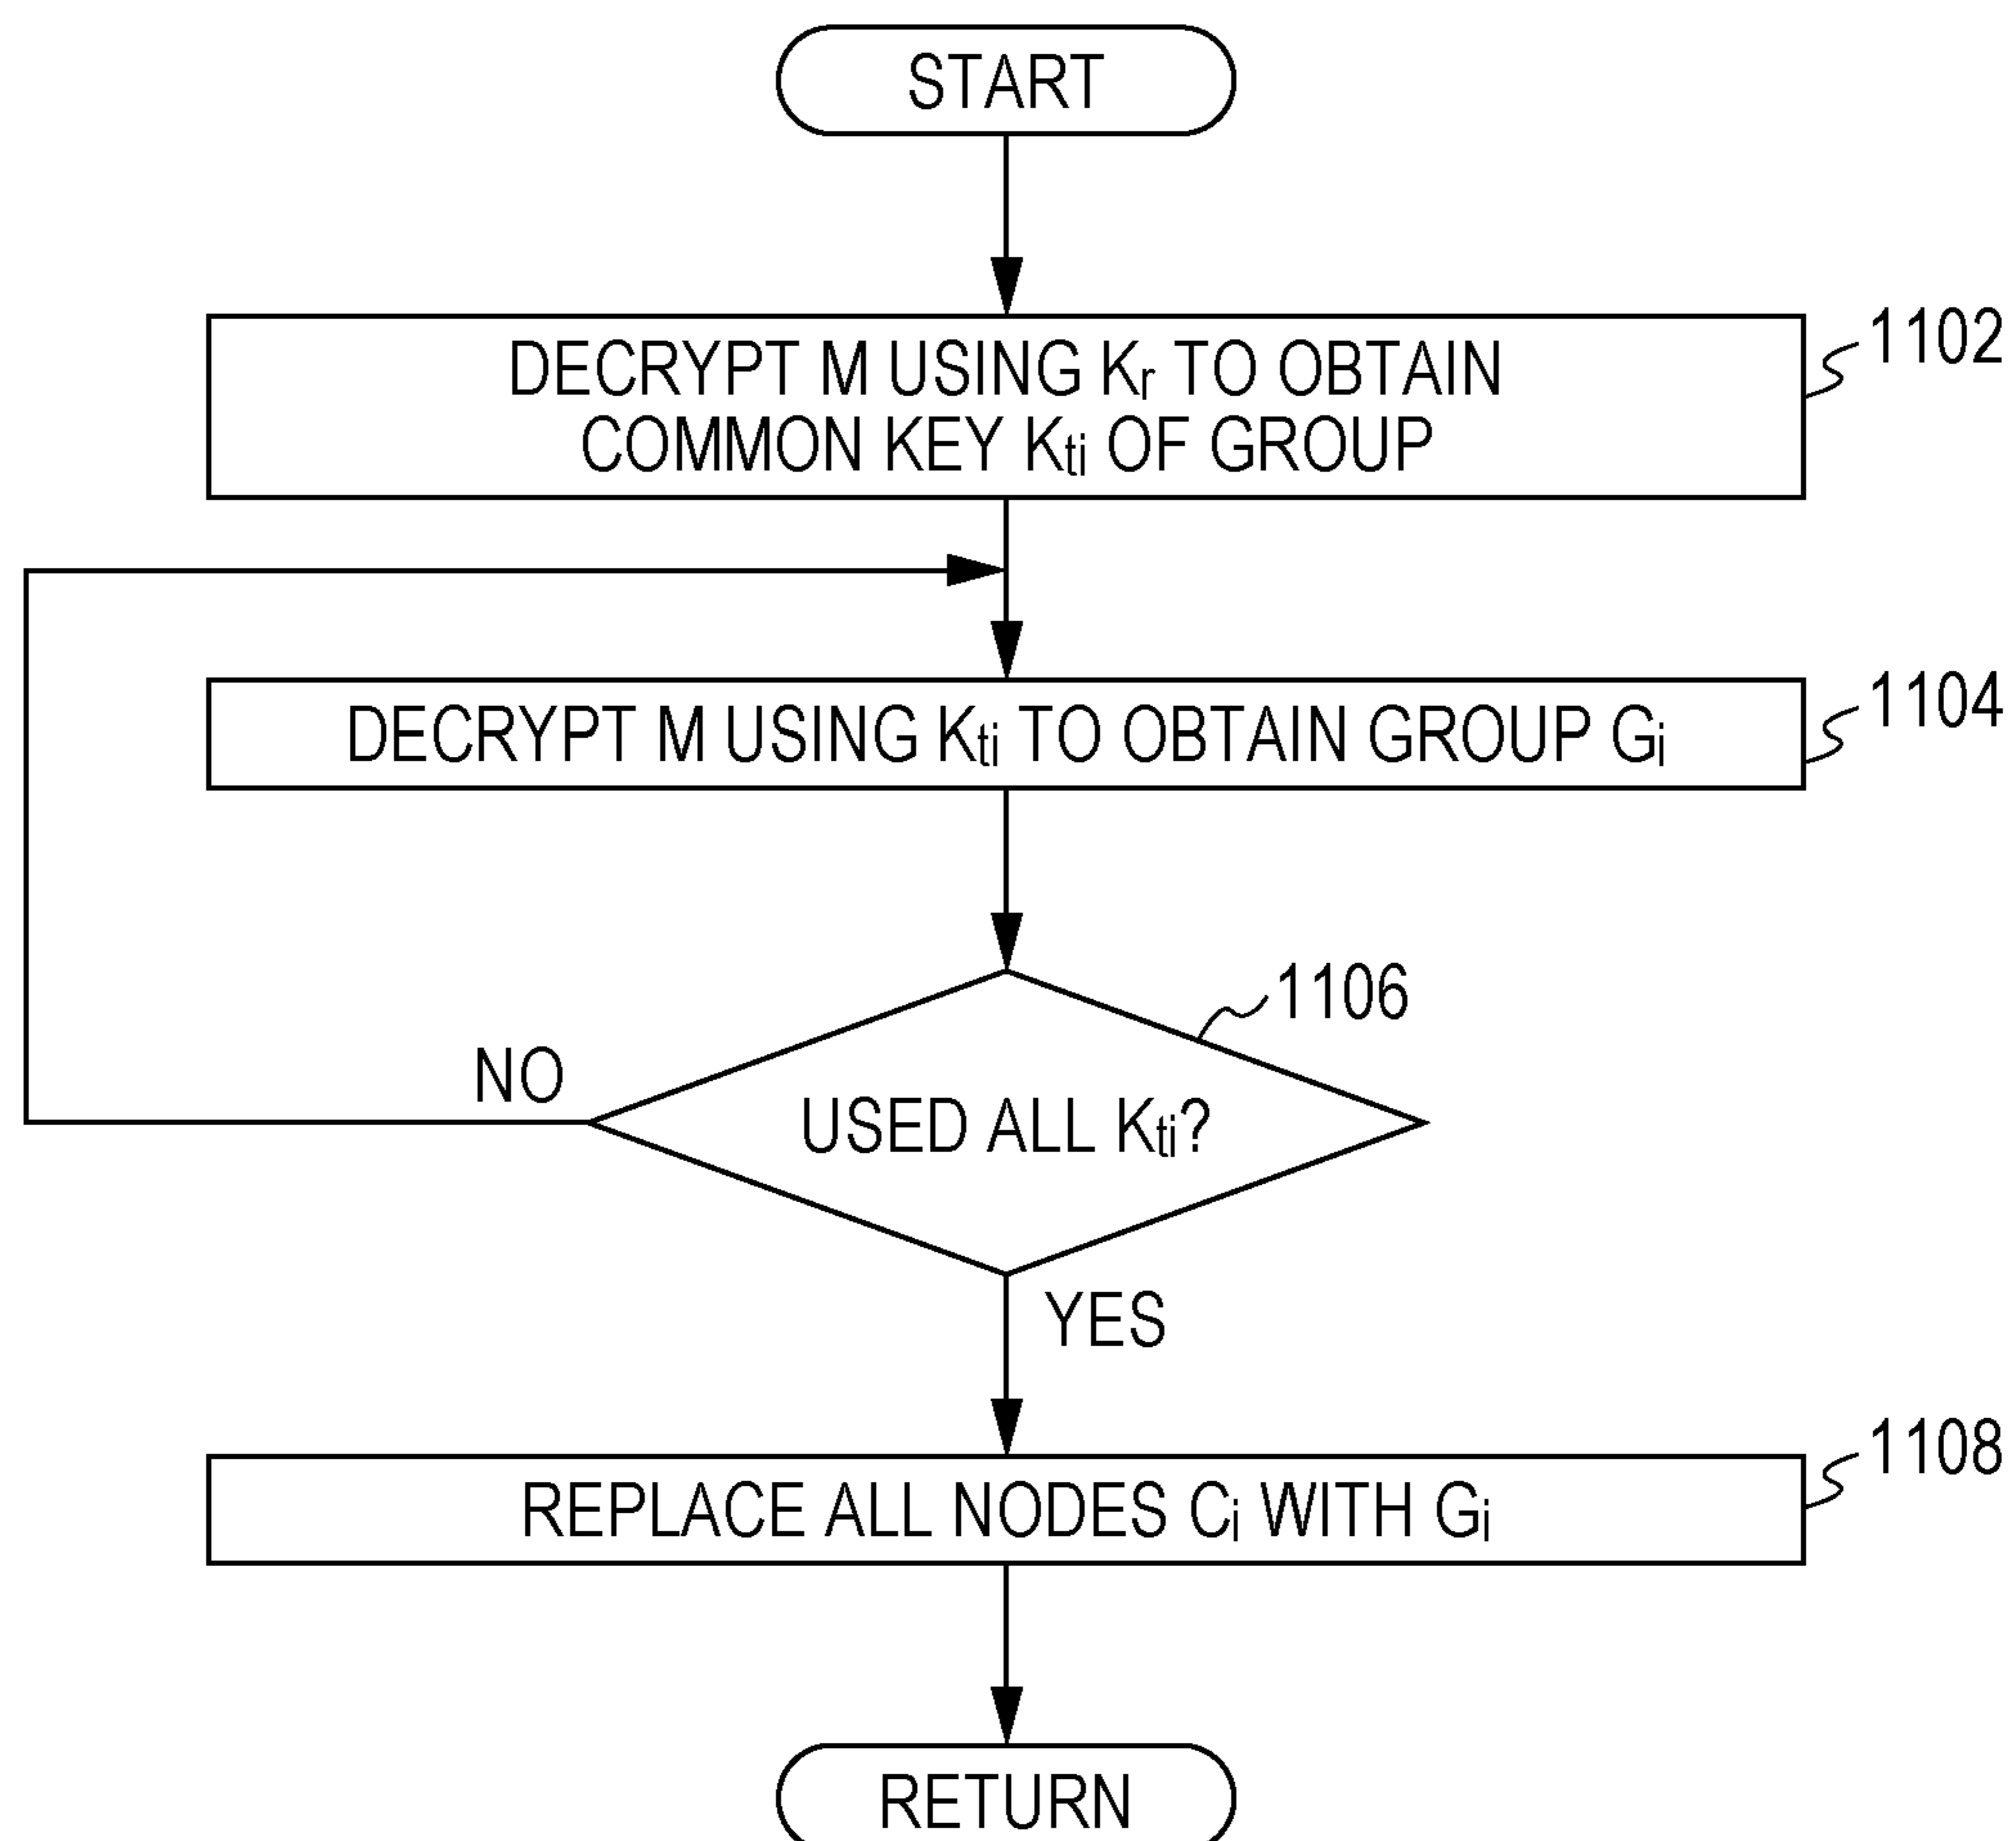 START
DECRYPT M USING Kr TO OBTAIN
COMMON KEY Kti OF GROUP
1102
DECRYPT M USING Kti TO OBTAIN GROUP Gi
1104
1106
USED ALL Kti?
NO
YES
REPLACE ALL NODES Ci WITH Gi
1108
RETURN